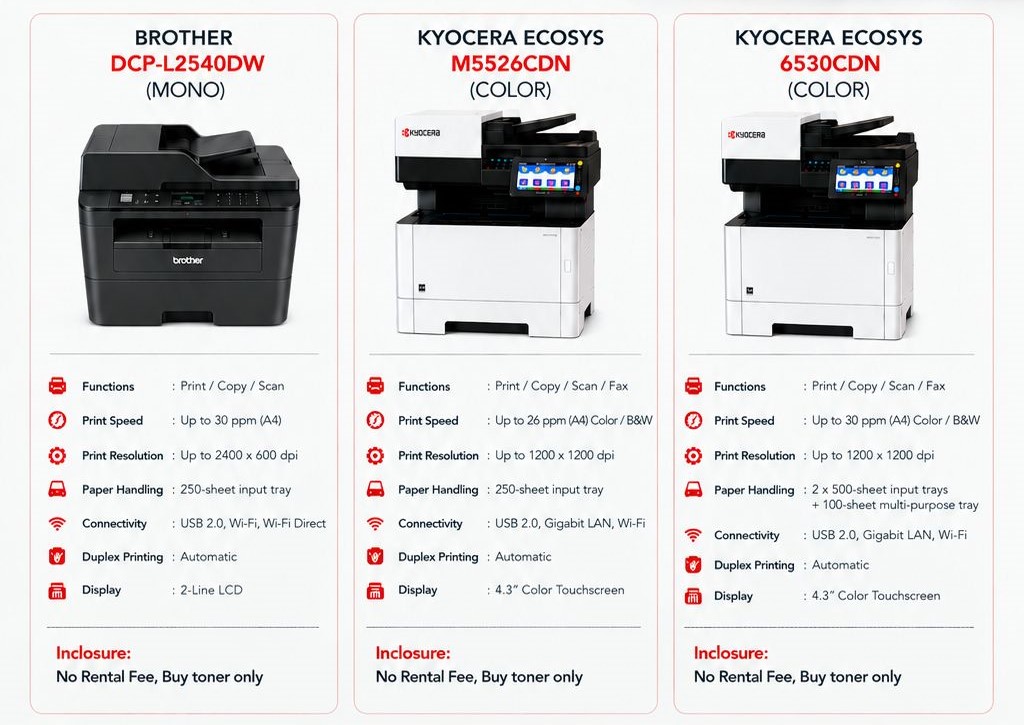 BROTHER
DCP-L2540DW
(MONO)
brother
Functions : Print / Copy / Scan
Print Speed : Up to 30 ppm (A4)
Print Resolution : Up to 2400 x 600 dpi
Paper Handling : 250-sheet input tray
Connectivity : USB 2.0, Wi-Fi, Wi-Fi Direct
Duplex Printing : Automatic
Display : 2-Line LCD
Inclosure:
No Rental Fee, Buy toner only
KYOCERA ECOSYS
M5526CDN
(COLOR)
KYOCERA
Functions : Print / Copy / Scan / Fax
Print Speed : Up to 26 ppm (A4) Color / B&W
Print Resolution : Up to 1200 x 1200 dpi
Paper Handling : 250-sheet input tray
Connectivity : USB 2.0, Gigabit LAN, Wi-Fi
Duplex Printing : Automatic
Display : 4.3” Color Touchscreen
Inclosure:
No Rental Fee, Buy toner only
KYOCERA ECOSYS
6530CDN
(COLOR)
KYOCERA
Functions : Print / Copy / Scan / Fax
Print Speed : Up to 30 ppm (A4) Color / B&W
Print Resolution : Up to 1200 x 1200 dpi
Paper Handling : 2 x 500-sheet input trays
+ 100-sheet multi-purpose tray
Connectivity : USB 2.0, Gigabit LAN, Wi-Fi
Duplex Printing : Automatic
Display : 4.3” Color Touchscreen
Inclosure:
No Rental Fee, Buy toner only